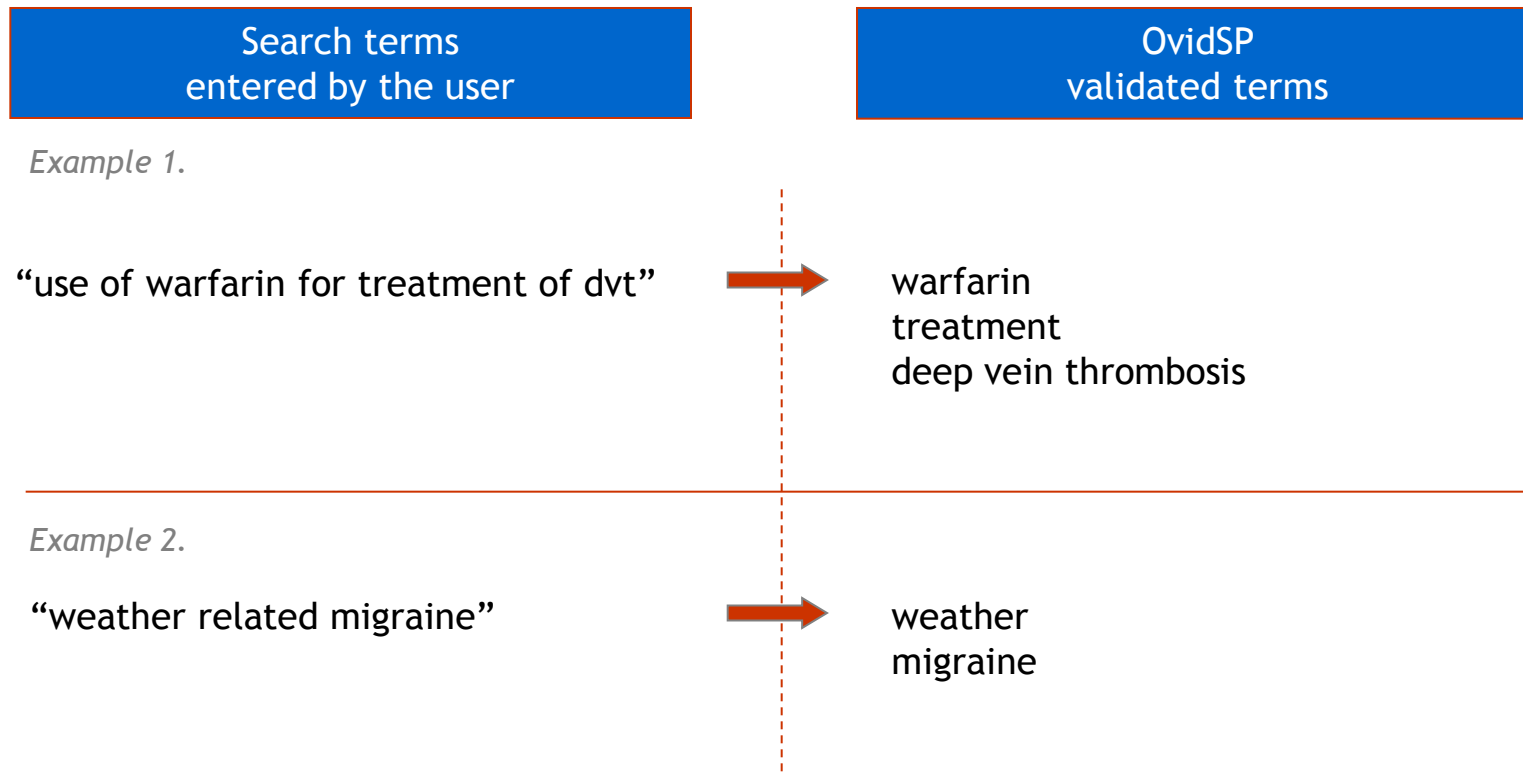 Search terms
entered by the user
OvidSP
validated terms
Example 1.
“use of warfarin for treatment of dvt”
warfarin
treatment
deep vein thrombosis
Example 2.
“weather related migraine”
weather
migraine